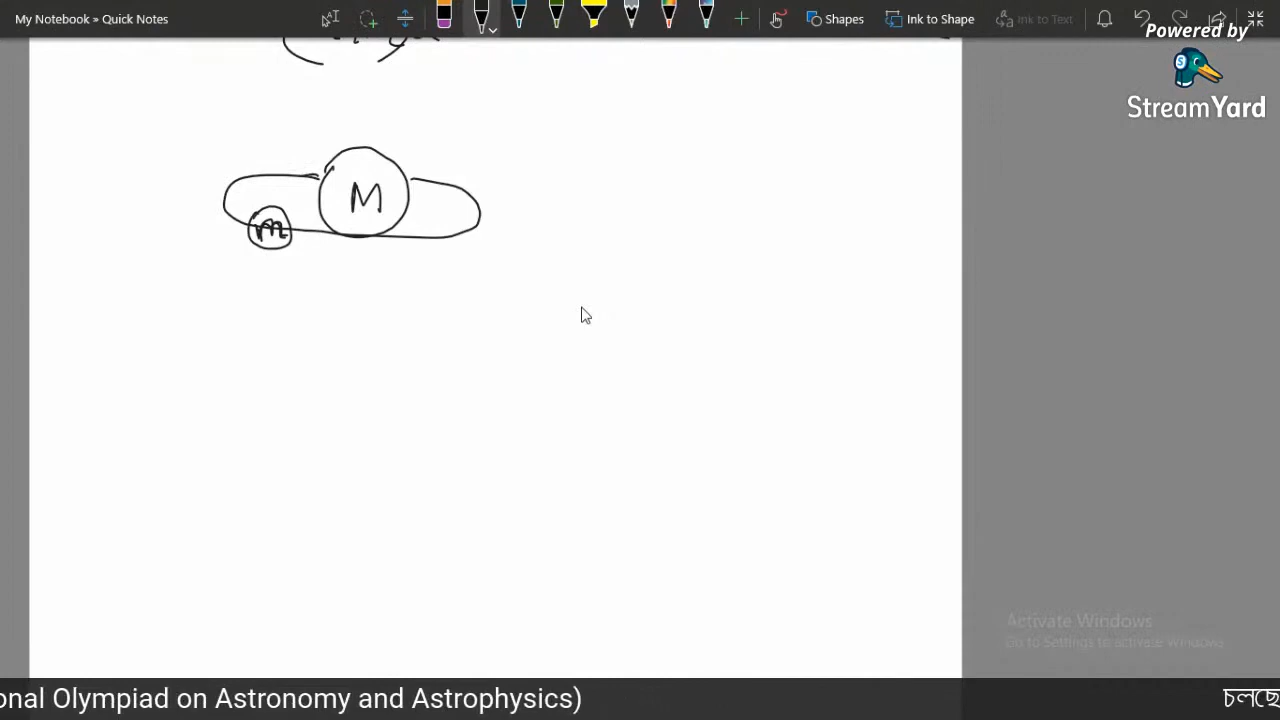 My Notebook » Quick Notes
Shapes
Ink to Shape
Ink to Text
Powered by
StreamYard
M
m
Activate Windows
Go to Settings to activate Windows.
onal Olympiad on Astronomy and Astrophysics)
চলছে